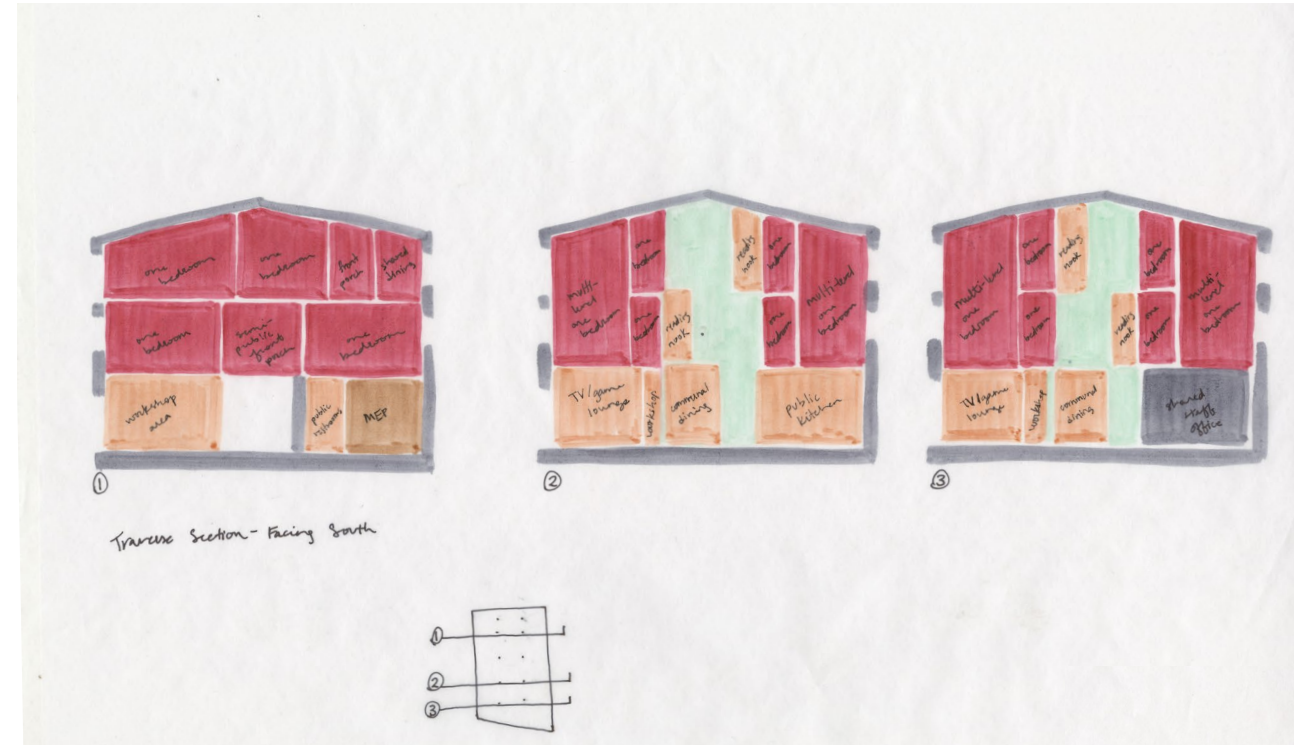 one
bedroom
one
bedroom
front
porch
shared
dining
one
bedroom
semi-
public
front
porch
one
bedroom
workshop
area
public
restrooms
MEP
1
multi-
level
one
bedroom
one
bedroom
reading
nook
one
bedroom
multi-level
one
bedroom
one
bedroom
reading
nook
one
bedroom
TV/game
lounge
workshop
communal
dining
public
kitchen
2
multi-level
one
bedroom
one
bedroom
reading
nook
one
bedroom
multi-
level
one
bedroom
one
bedroom
reading
nook
one
bedroom
TV/game
lounge
workshop
communal
dining
shared
staff
office
3
Section - Facing South
1
2
3